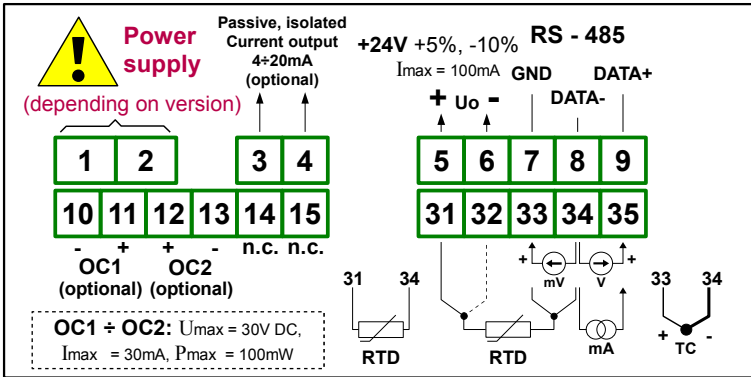 Power
supply
(depending on version)
Passive, isolated
Current output
4÷20mA
(optional)
+24V +5%, -10%
Imax = 100mA
RS - 485
GND
DATA+
DATA-
+ Uo -
1 2 3 4 5 6 7 8 9
10 11 12 13 14 15 31 32 33 34 35
- + + - n.c. n.c.
OC1
(optional)
OC2
(optional)
+ mV
V +
31 34
RTD
RTD
mA
33 34
+ TC -
OC1 ÷ OC2: Umax = 30V DC,
Imax = 30mA, Pmax = 100mW